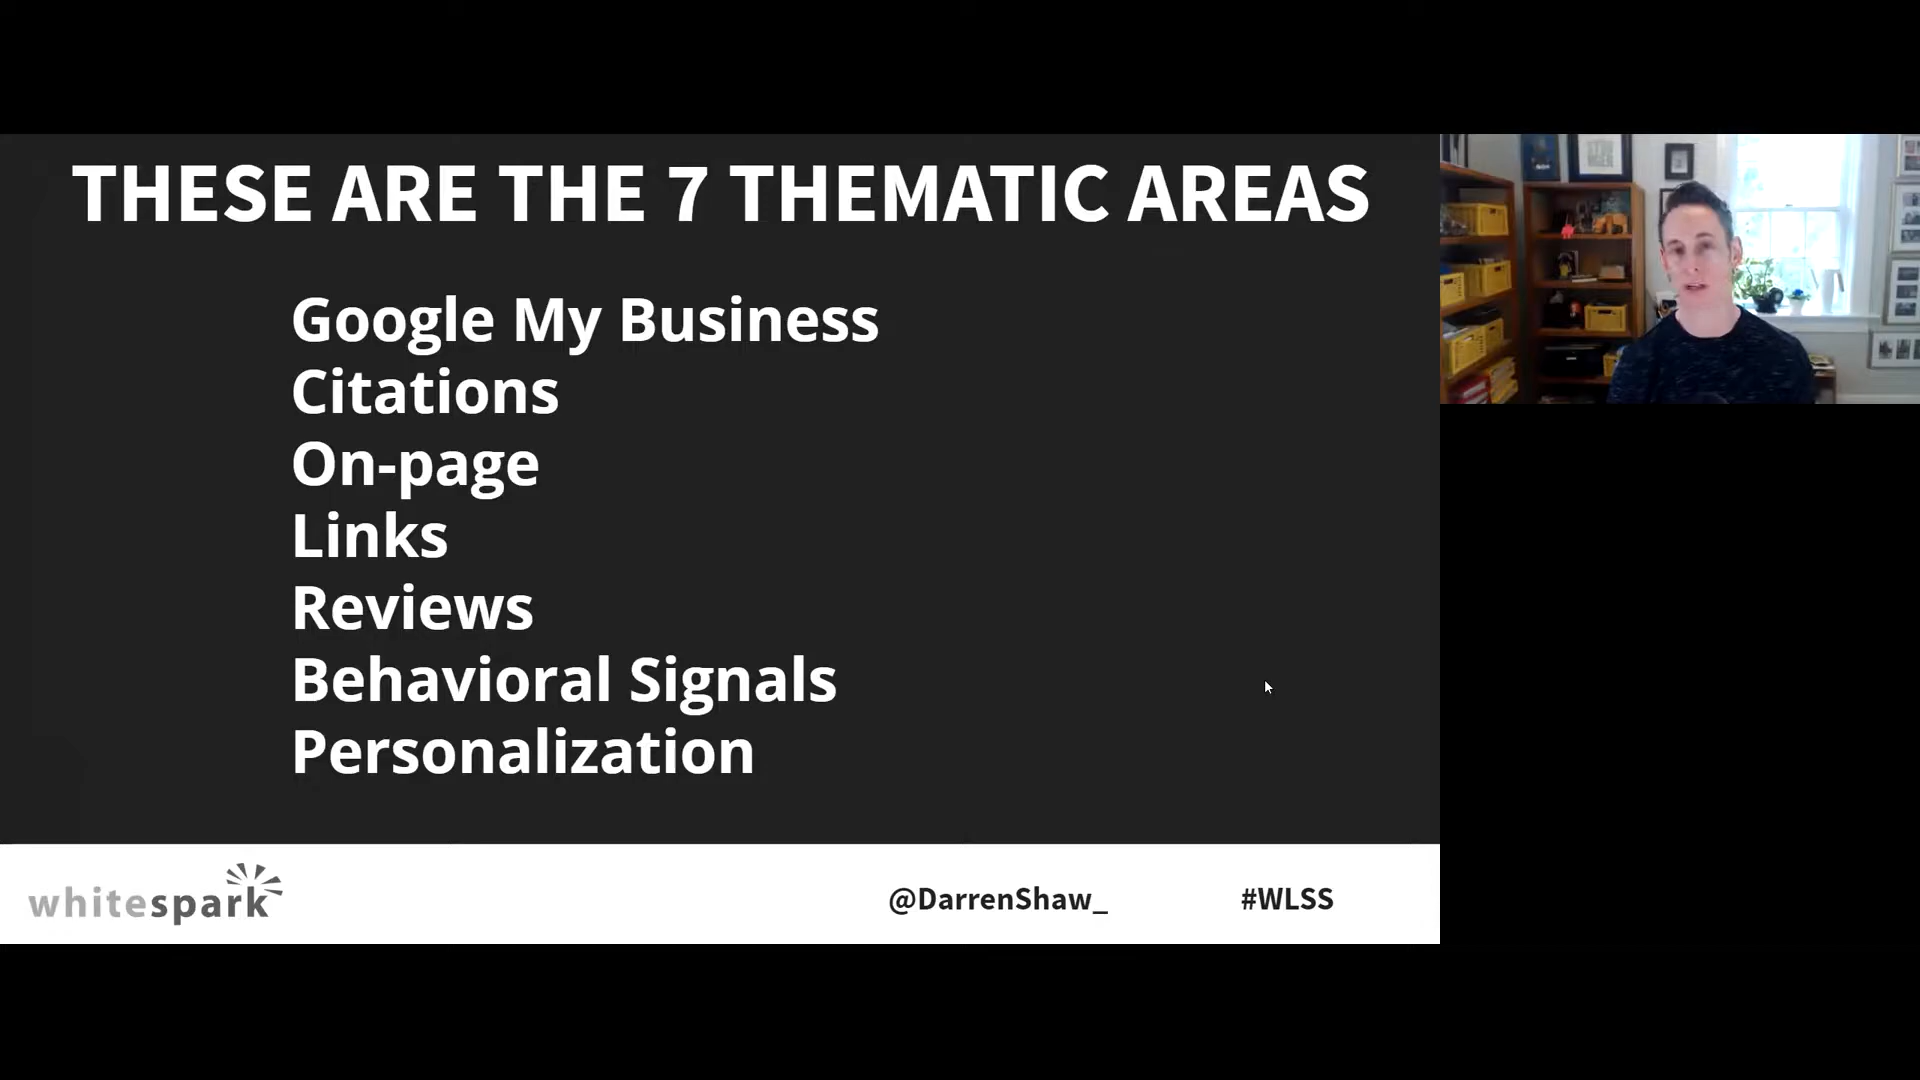 THESE ARE THE 7 THEMATIC AREAS
Google My Business
Citations
On-page
Links
Reviews
Behavioral Signals
Personalization
whitespark
@DarrenShaw_
#WLSS